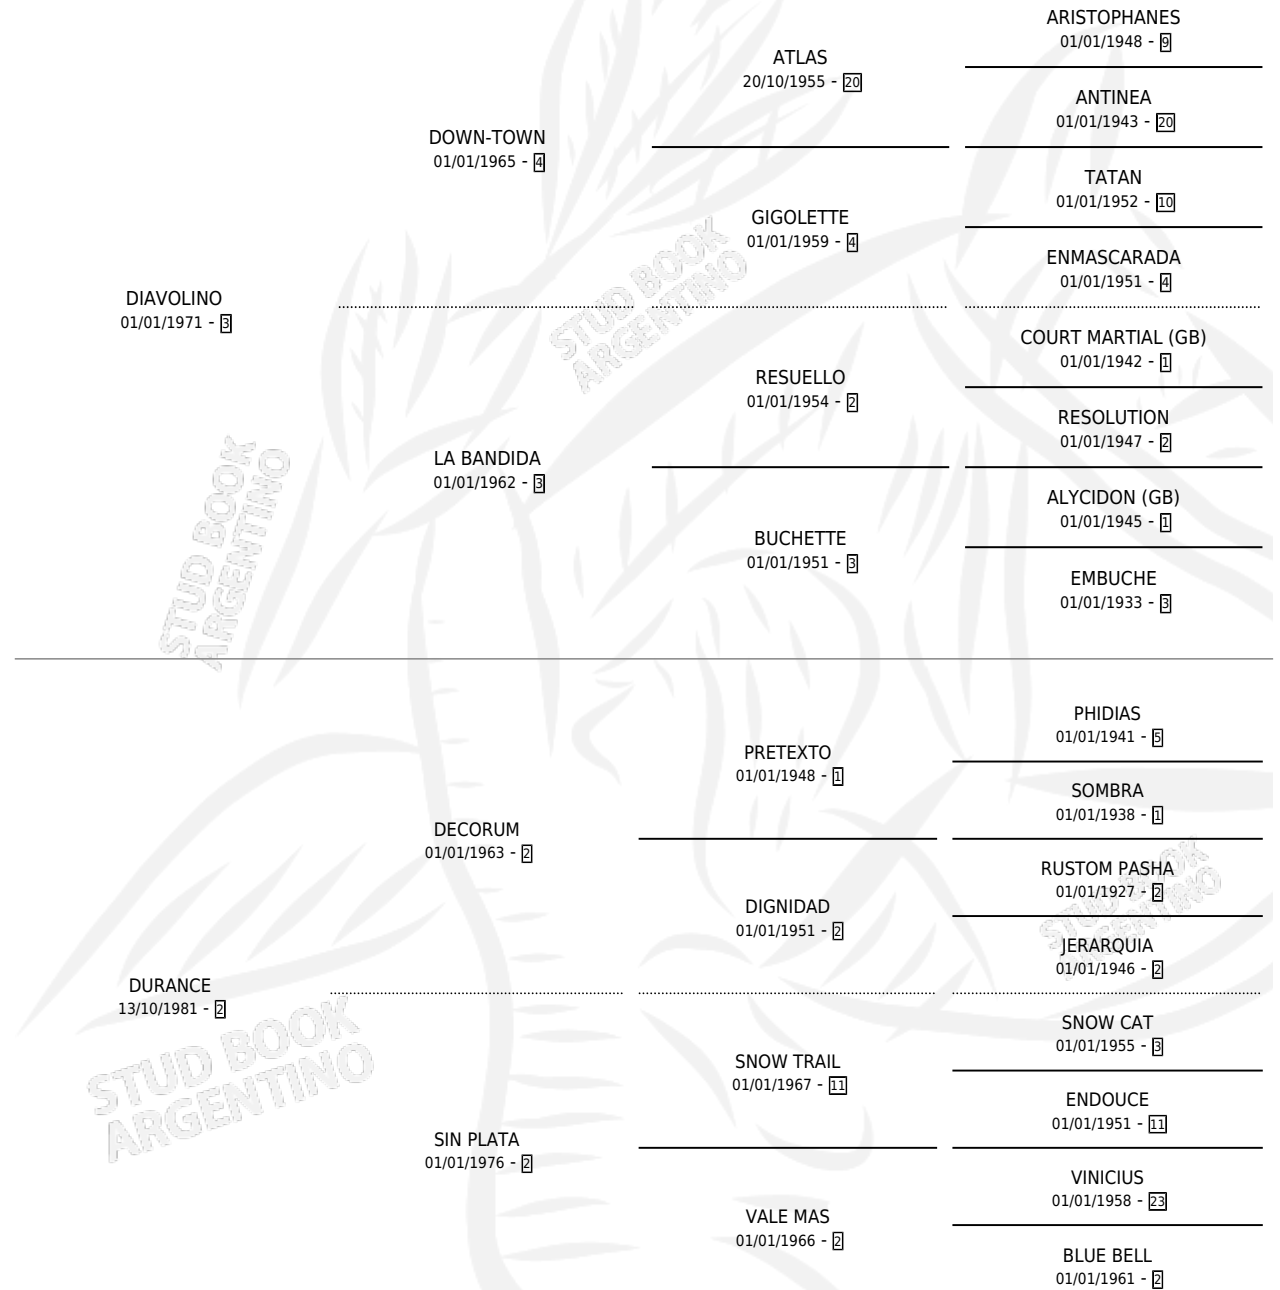 ARISTOPHANES
01/01/1948 - 9
ATLAS
20/10/1955 - 20
ANTINEA
01/01/1943 - 20
DOWN-TOWN
01/01/1965 - 4
TATAN
01/01/1952 - 10
GIGOLETTE
01/01/1959 - 4
ENMASCARADA
01/01/1951 - 4
DIAVOLINO
01/01/1971 - 3
COURT MARTIAL (GB)
01/01/1942 - 1
RESUELLO
01/01/1954 - 2
RESOLUTION
01/01/1947 - 2
LA BANDIDA
01/01/1962 - 3
ALYCIDON (GB)
01/01/1945 - 1
BUCHETTE
01/01/1951 - 3
EMBUCHE
01/01/1933 - 3
STUD BOOK
ARGENTINO
STUD BOOK
ARGENTINO
PHIDIAS
01/01/1941 - 5
PRETEXTO
01/01/1948 - 1
SOMBRA
01/01/1938 - 1
DECORUM
01/01/1963 - 2
RUSTOM PASHA
01/01/1927 - 2
DIGNIDAD
01/01/1951 - 2
JERARQUIA
01/01/1946 - 2
DURANCE
13/10/1981 - 2
SNOW CAT
01/01/1955 - 3
SNOW TRAIL
01/01/1967 - 11
ENDOUCE
01/01/1951 - 11
SIN PLATA
01/01/1976 - 2
VINICIUS
01/01/1958 - 23
VALE MAS
01/01/1966 - 2
BLUE BELL
01/01/1961 - 2
STUD BOOK
ARGENTINO
STUD BOOK
ARGENTINO